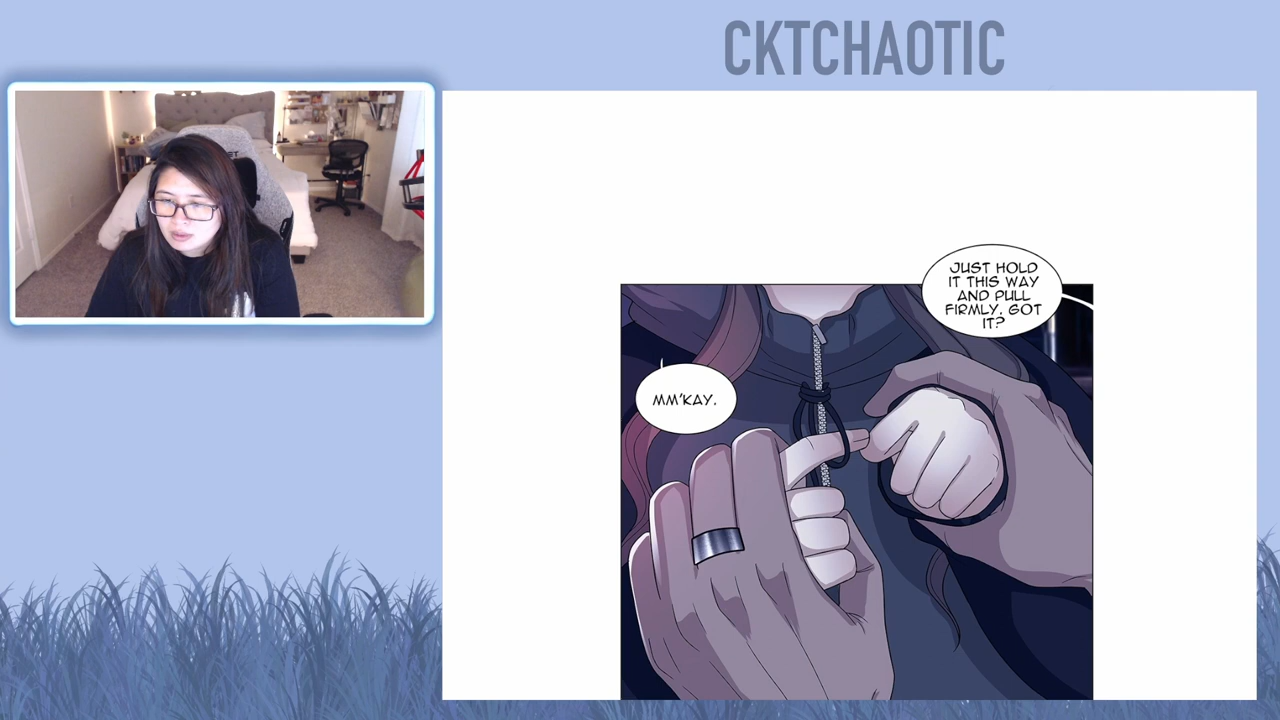 CKTCHAOTIC
JUST HOLD
IT THIS WAY
AND PULL
FIRMLY. GOT
IT?
MM'KAY.